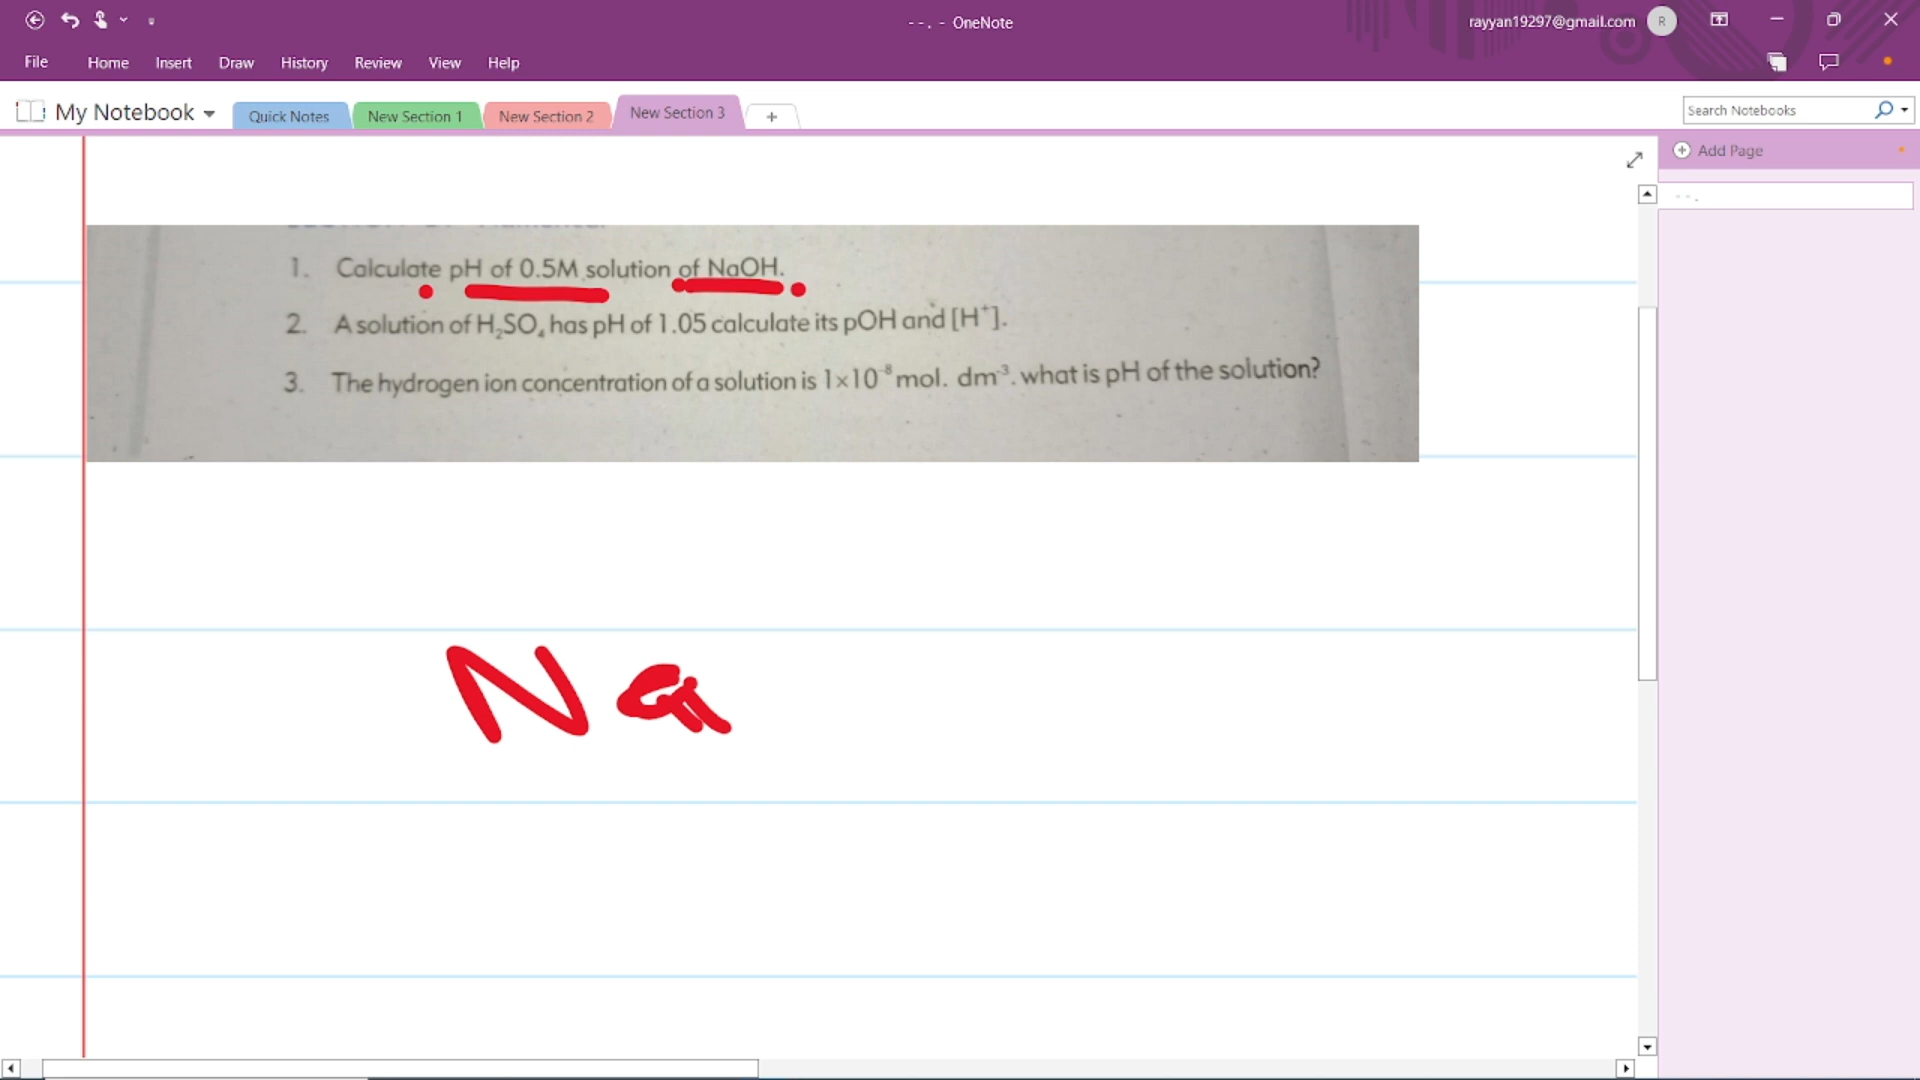 - -. - OneNote
rayyan19297@gmail.com
R
File Home Insert Draw History Review View Help
My Notebook
Quick Notes
New Section 1
New Section 2
New Section 3
+
Search Notebooks
Add Page
- - .
1. Calculate pH of 0.5M solution of NaOH.
2. A solution of H₂SO₄ has pH of 1.05 calculate its pOH and [H⁺].
3. The hydrogen ion concentration of a solution is 1×10⁻⁸ mol. dm⁻³. what is pH of the solution?
Na